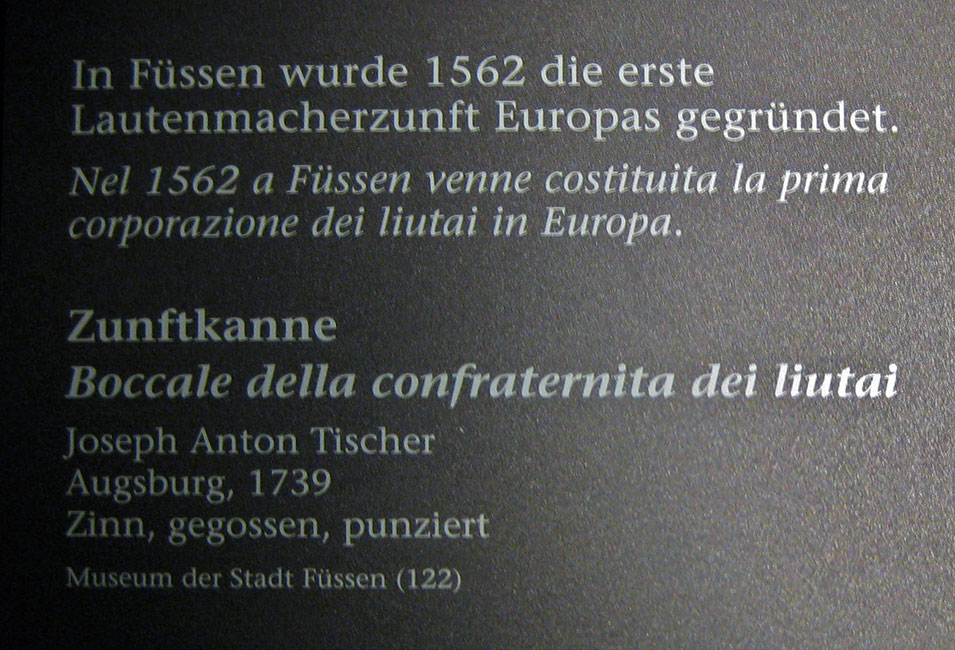 In Füssen wurde 1562 die erste
Lautenmacherzunft Europas gegründet.
Nel 1562 a Füssen venne costituita la prima
corporazione dei liutai in Europa.
Zunftkanne
Boccale della confraternita dei liutai
Joseph Anton Tischer
Augsburg, 1739
Zinn, gegossen, punziert
Museum der Stadt Füssen (122)